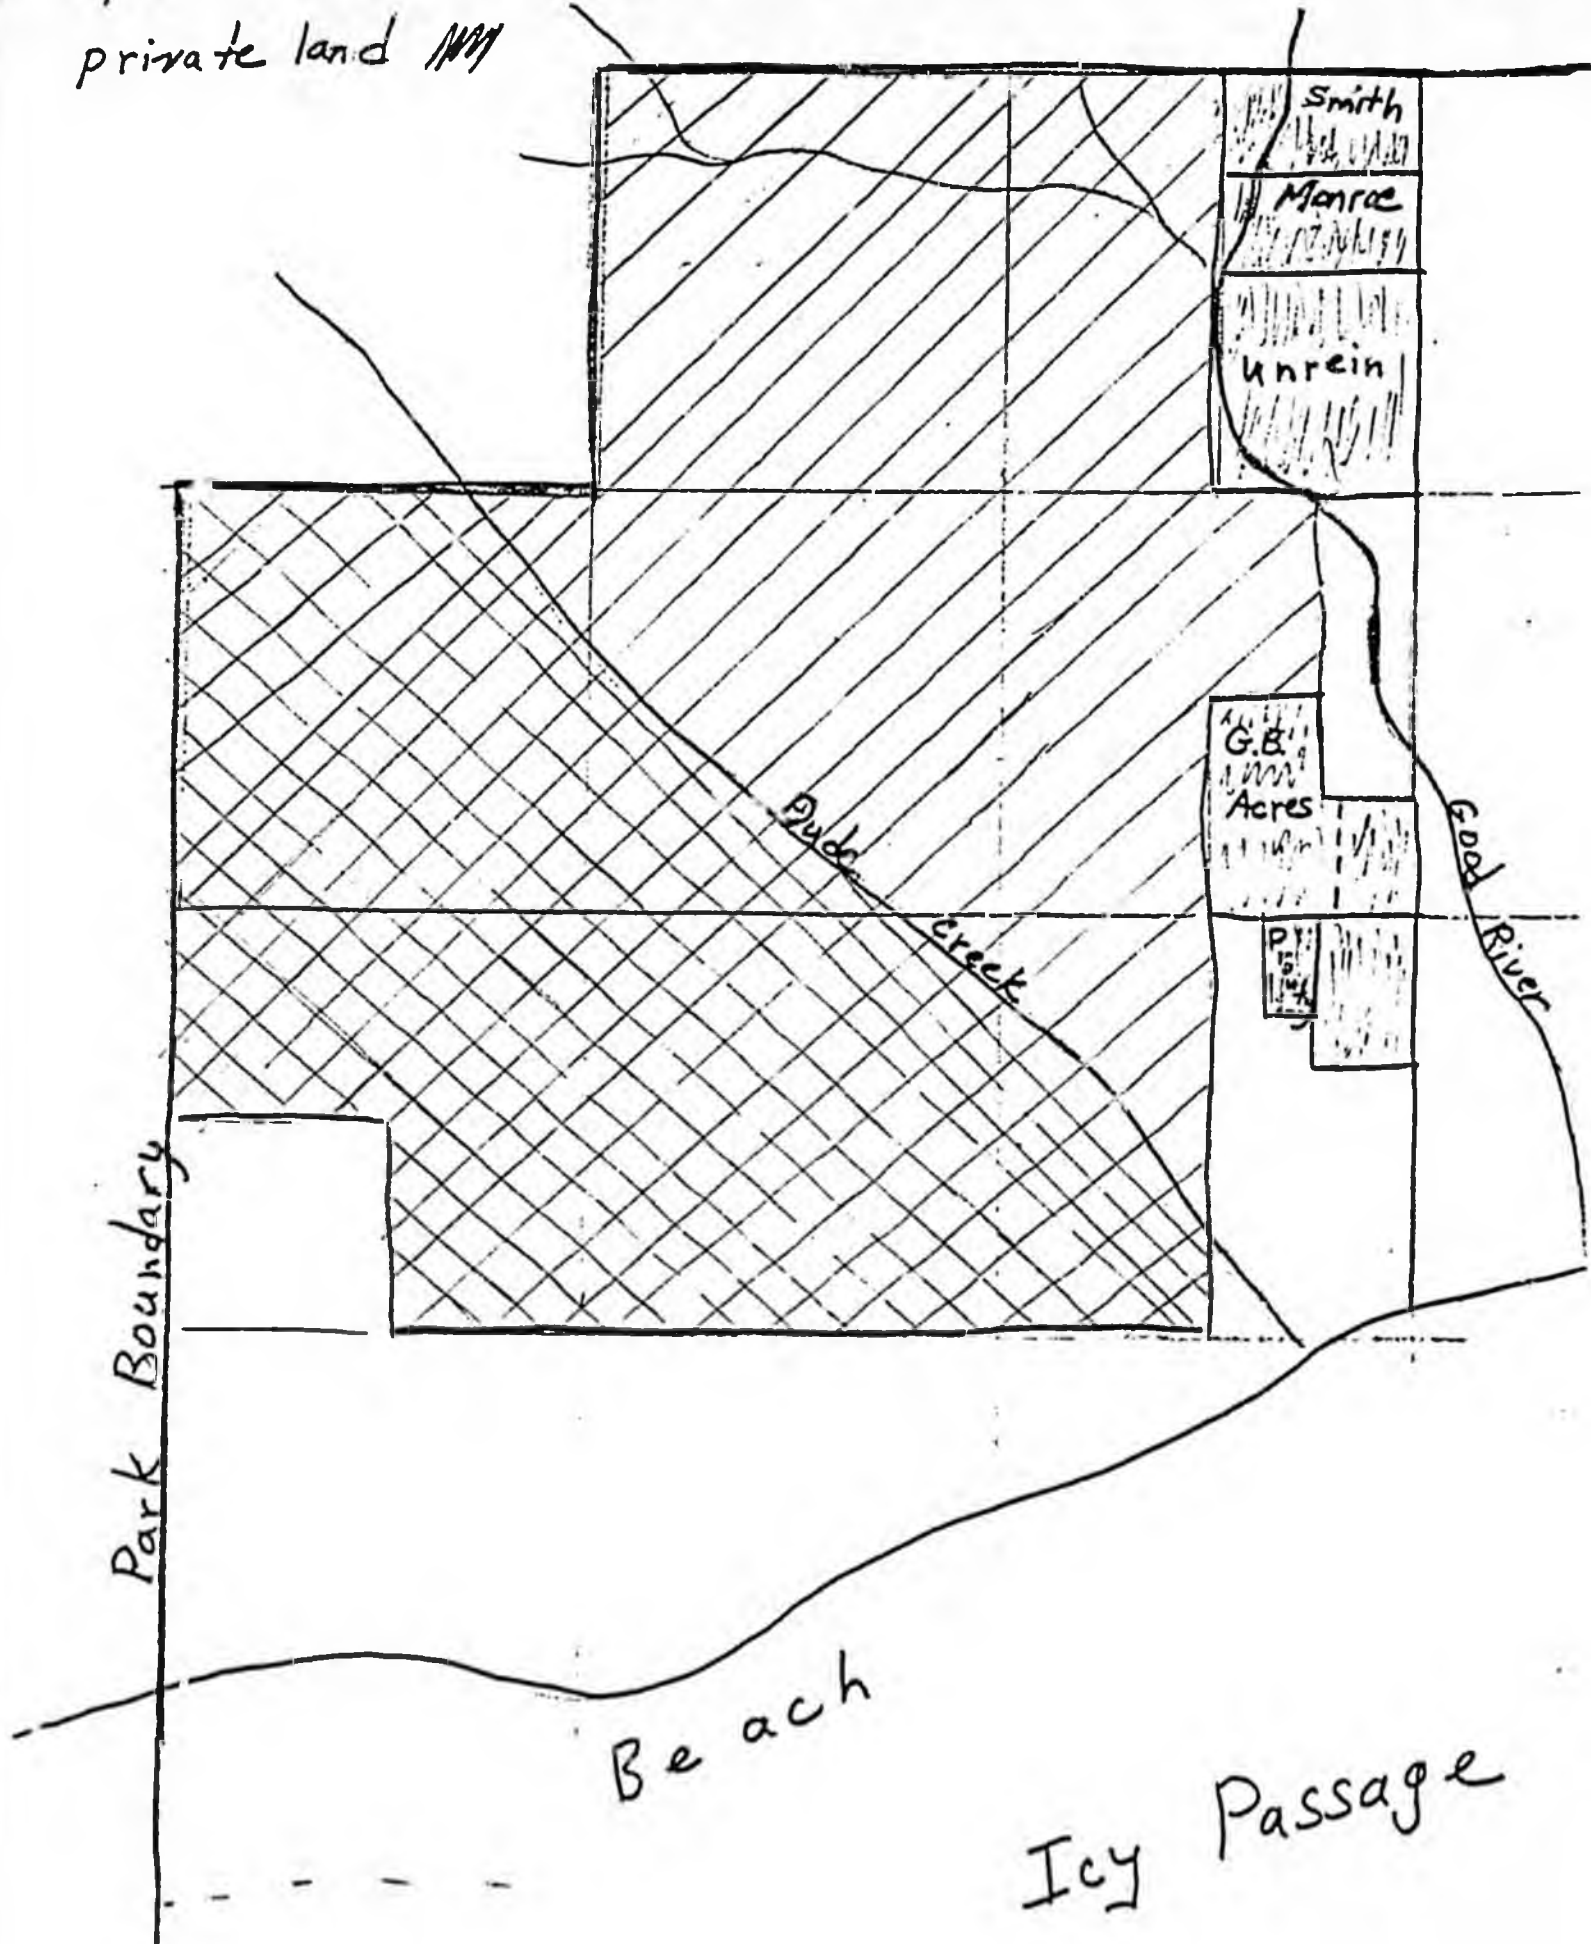 private land
Smith
Monroe
unrein
G.B.
Acres
Dude
creek
Good
River
Park Boundary
Beach
Icy Passage